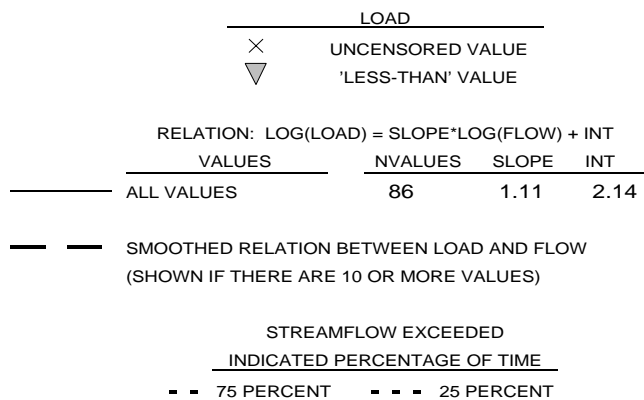 LOAD
UNCENSORED VALUE
'LESS-THAN' VALUE
RELATION: LOG(LOAD) = SLOPE*LOG(FLOW) + INT
VALUES NVALUES SLOPE INT
ALL VALUES 86 1.11 2.14
SMOOTHED RELATION BETWEEN LOAD AND FLOW
(SHOWN IF THERE ARE 10 OR MORE VALUES)
STREAMFLOW EXCEEDED
INDICATED PERCENTAGE OF TIME
75 PERCENT 25 PERCENT